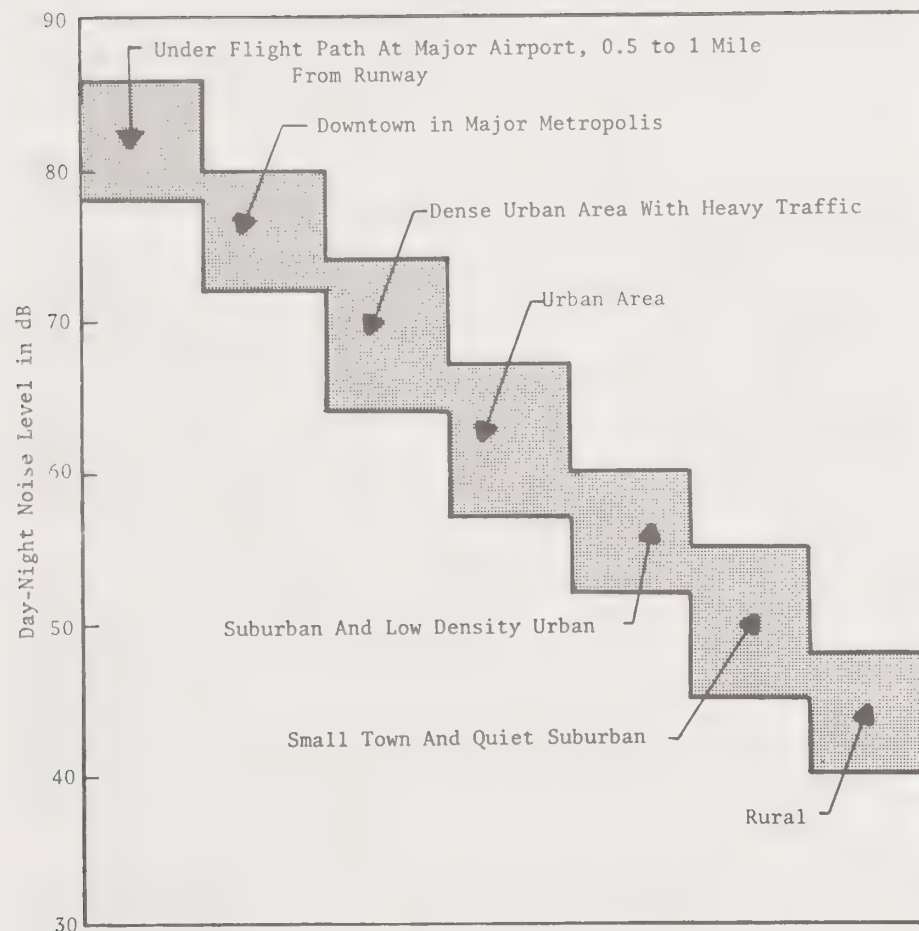 90
Under Flight Path At Major Airport, 0.5 to 1 Mile
From Runway
Downtown in Major Metropolis
80
Dense Urban Area With Heavy Traffic
Urban Area
70
Day-Night Noise Level in dB
60
Suburban And Low Density Urban
50
Small Town And Quiet Suburban
40
Rural
30